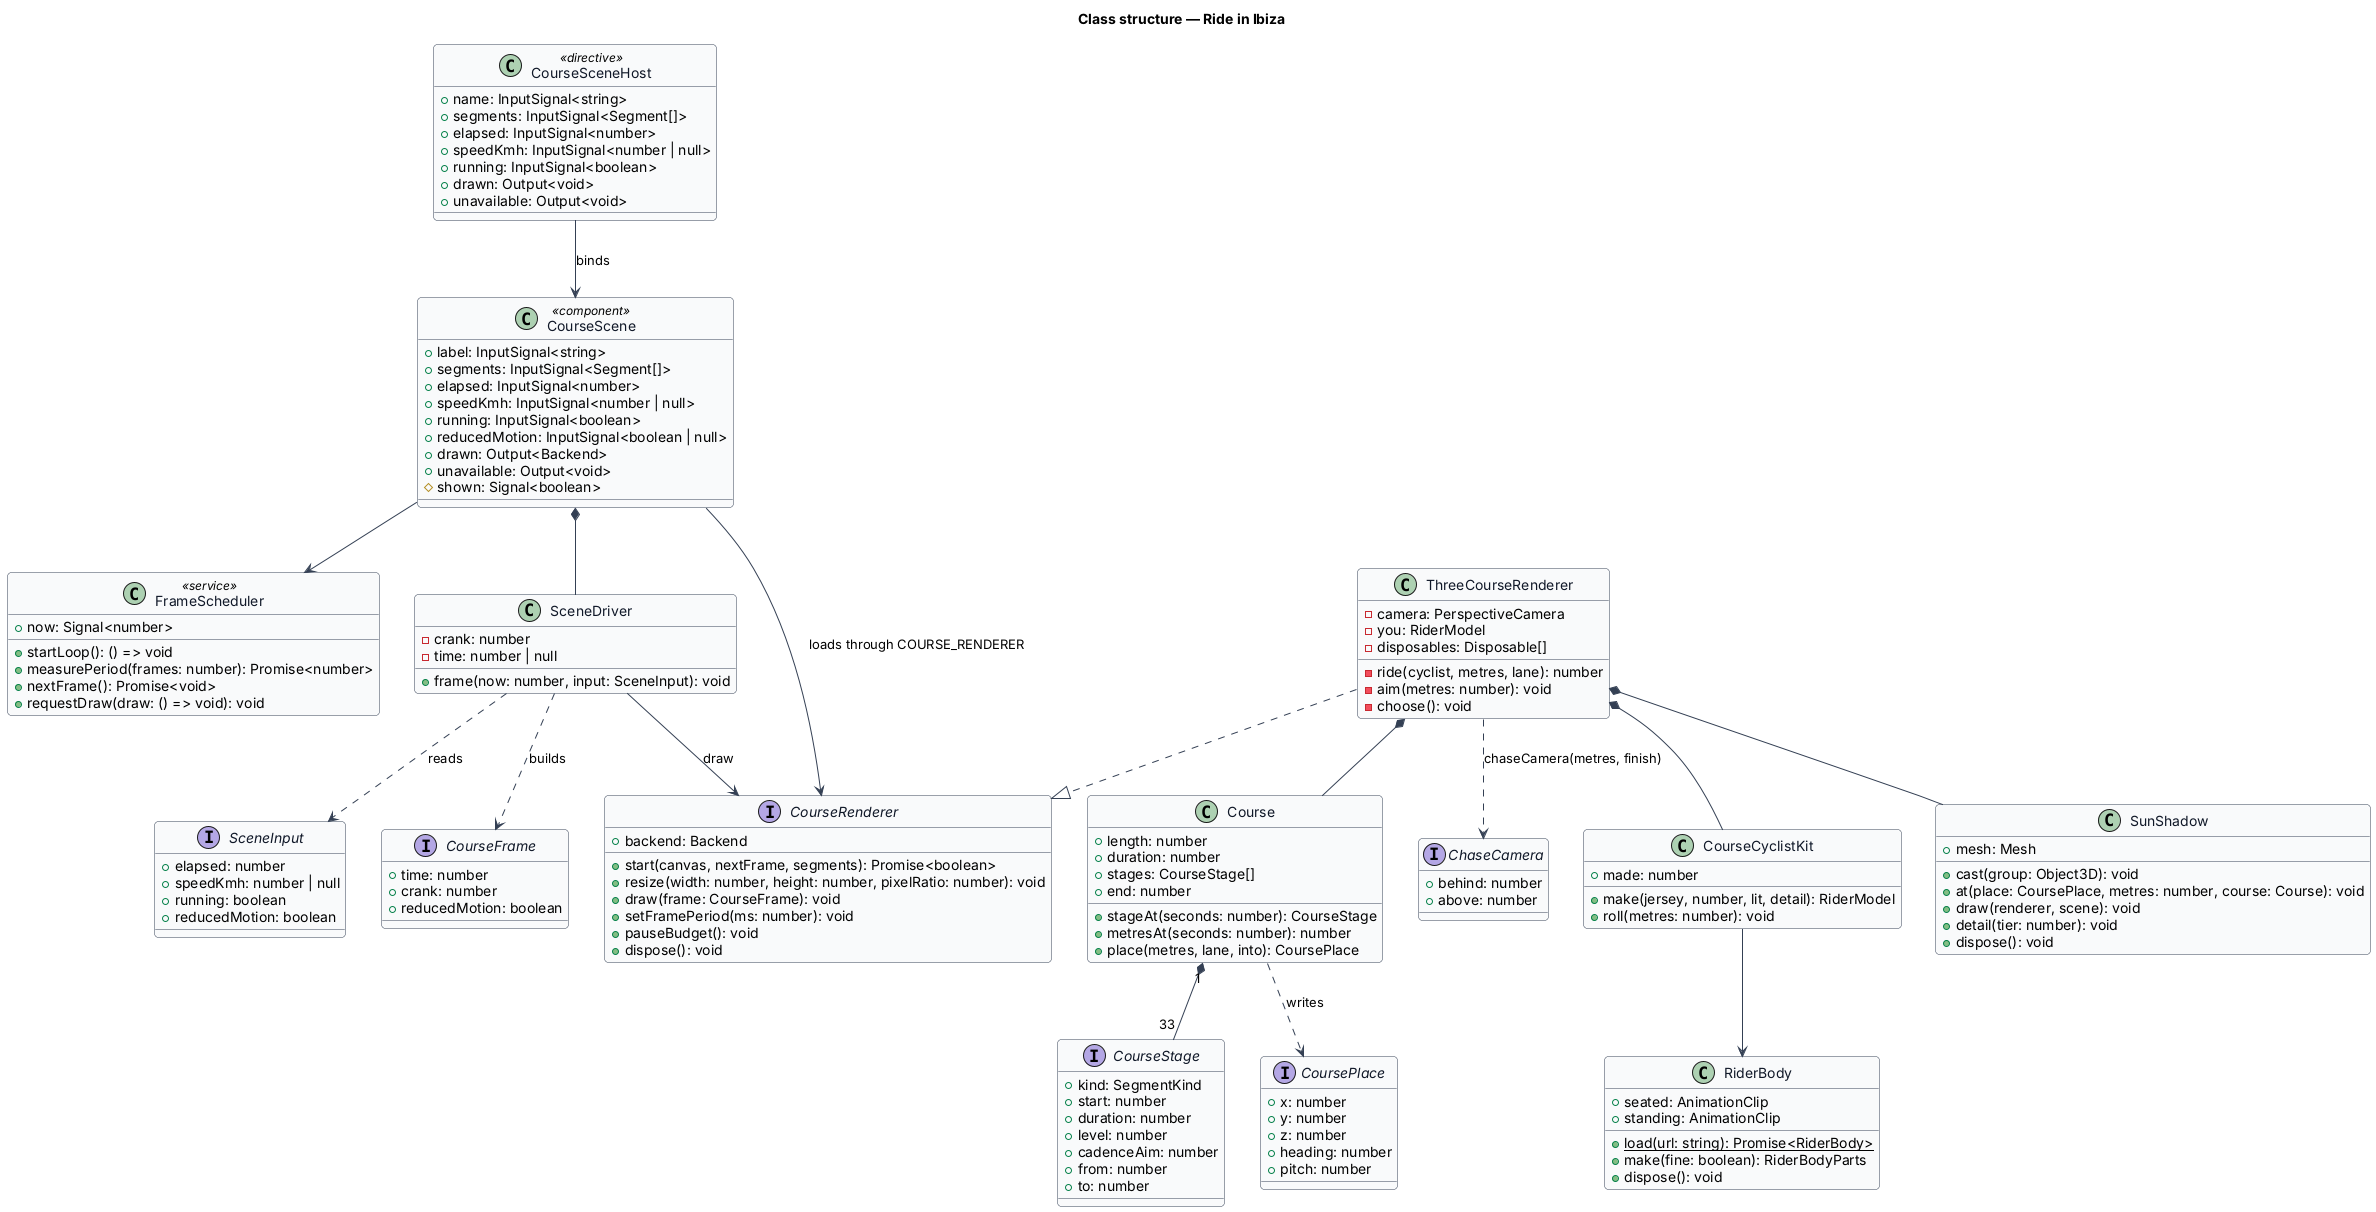 Class structure — Ride in Ibiza
«directive»
CourseSceneHost
name: InputSignal<string>
segments: InputSignal<Segment[]>
elapsed: InputSignal<number>
speedKmh: InputSignal<number | null>
running: InputSignal<boolean>
drawn: Output<void>
unavailable: Output<void>
binds
«component»
CourseScene
label: InputSignal<string>
segments: InputSignal<Segment[]>
elapsed: InputSignal<number>
speedKmh: InputSignal<number | null>
running: InputSignal<boolean>
reducedMotion: InputSignal<boolean | null>
drawn: Output<Backend>
unavailable: Output<void>
shown: Signal<boolean>
«service»
FrameScheduler
now: Signal<number>
startLoop(): () => void
measurePeriod(frames: number): Promise<number>
nextFrame(): Promise<void>
requestDraw(draw: () => void): void
SceneDriver
crank: number
time: number | null
frame(now: number, input: SceneInput): void
loads through COURSE_RENDERER
ThreeCourseRenderer
camera: PerspectiveCamera
you: RiderModel
disposables: Disposable[]
ride(cyclist, metres, lane): number
aim(metres: number): void
choose(): void
reads
builds
draw
chaseCamera(metres, finish)
SceneInput
elapsed: number
speedKmh: number | null
running: boolean
reducedMotion: boolean
CourseFrame
time: number
crank: number
reducedMotion: boolean
CourseRenderer
backend: Backend
start(canvas, nextFrame, segments): Promise<boolean>
resize(width: number, height: number, pixelRatio: number): void
draw(frame: CourseFrame): void
setFramePeriod(ms: number): void
pauseBudget(): void
dispose(): void
Course
length: number
duration: number
stages: CourseStage[]
end: number
stageAt(seconds: number): CourseStage
metresAt(seconds: number): number
place(metres, lane, into): CoursePlace
ChaseCamera
behind: number
above: number
CourseCyclistKit
made: number
make(jersey, number, lit, detail): RiderModel
roll(metres: number): void
SunShadow
mesh: Mesh
cast(group: Object3D): void
at(place: CoursePlace, metres: number, course: Course): void
draw(renderer, scene): void
detail(tier: number): void
dispose(): void
1
33
writes
CourseStage
kind: SegmentKind
start: number
duration: number
level: number
cadenceAim: number
from: number
to: number
CoursePlace
x: number
y: number
z: number
heading: number
pitch: number
RiderBody
seated: AnimationClip
standing: AnimationClip
load(url: string): Promise<RiderBody>
make(fine: boolean): RiderBodyParts
dispose(): void